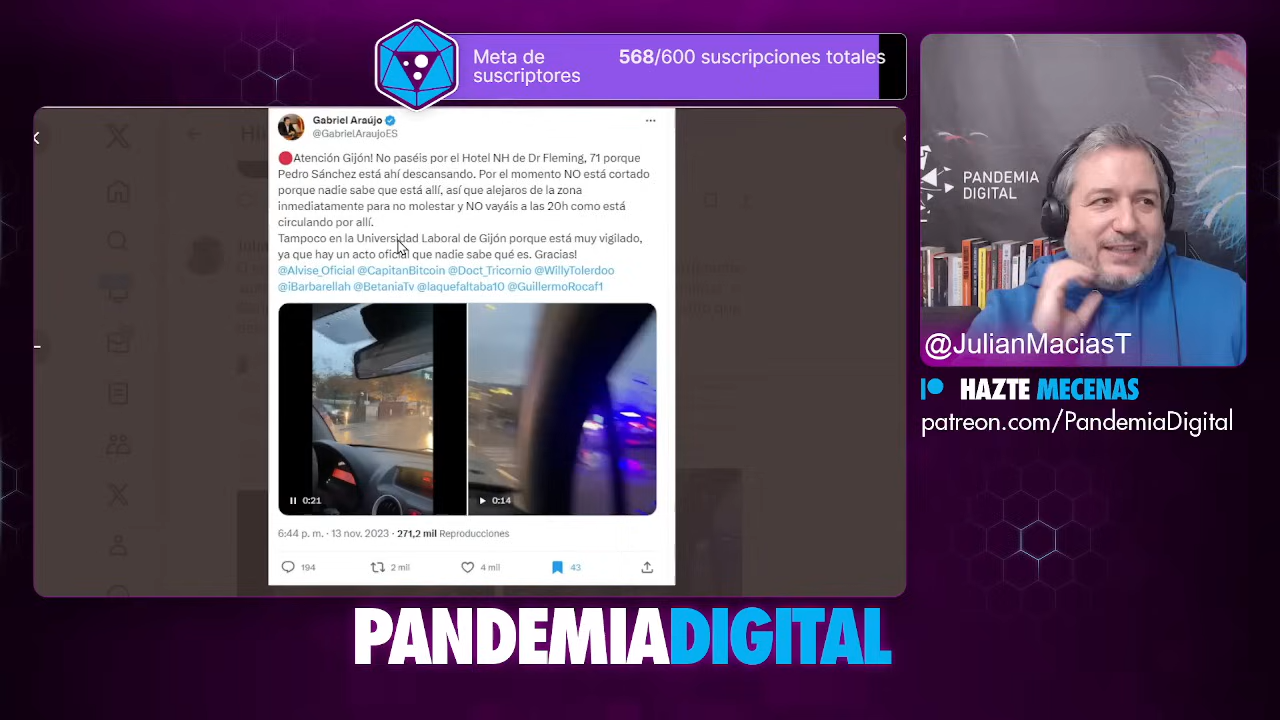 Meta de
suscriptores
568/600 suscripciones totales
Gabriel Araújo
@GabrielAraujoES
Atención Gijón! No paséis por el Hotel NH de Dr Fleming, 71 porque
Pedro Sánchez está ahí descansando. Por el momento NO está cortado
porque nadie sabe que está allí, así que alejaros de la zona
inmediatamente para no molestar y NO vayáis a las 20h como está
circulando por allí.
Tampoco en la Universidad Laboral de Gijón porque está muy vigilado,
ya que hay un acto oficial que nadie sabe qué es. Gracias!
@Alvise_Oficial @CapitanBitcoin @Doct_Tricornio @WillyTolerdoo
@iBarbarellah @BetaniaTv @laquefaltaba10 @GuillermoRocaf1
0:21
0:14
6:44 p. m. · 13 nov. 2023 · 271,2 mil Reproducciones
194
2 mil
4 mil
43
PANDEMIA
DIGITAL
@JulianMaciasT
HAZTE MECENAS
patreon.com/PandemiaDigital
PANDEMIADIGITAL